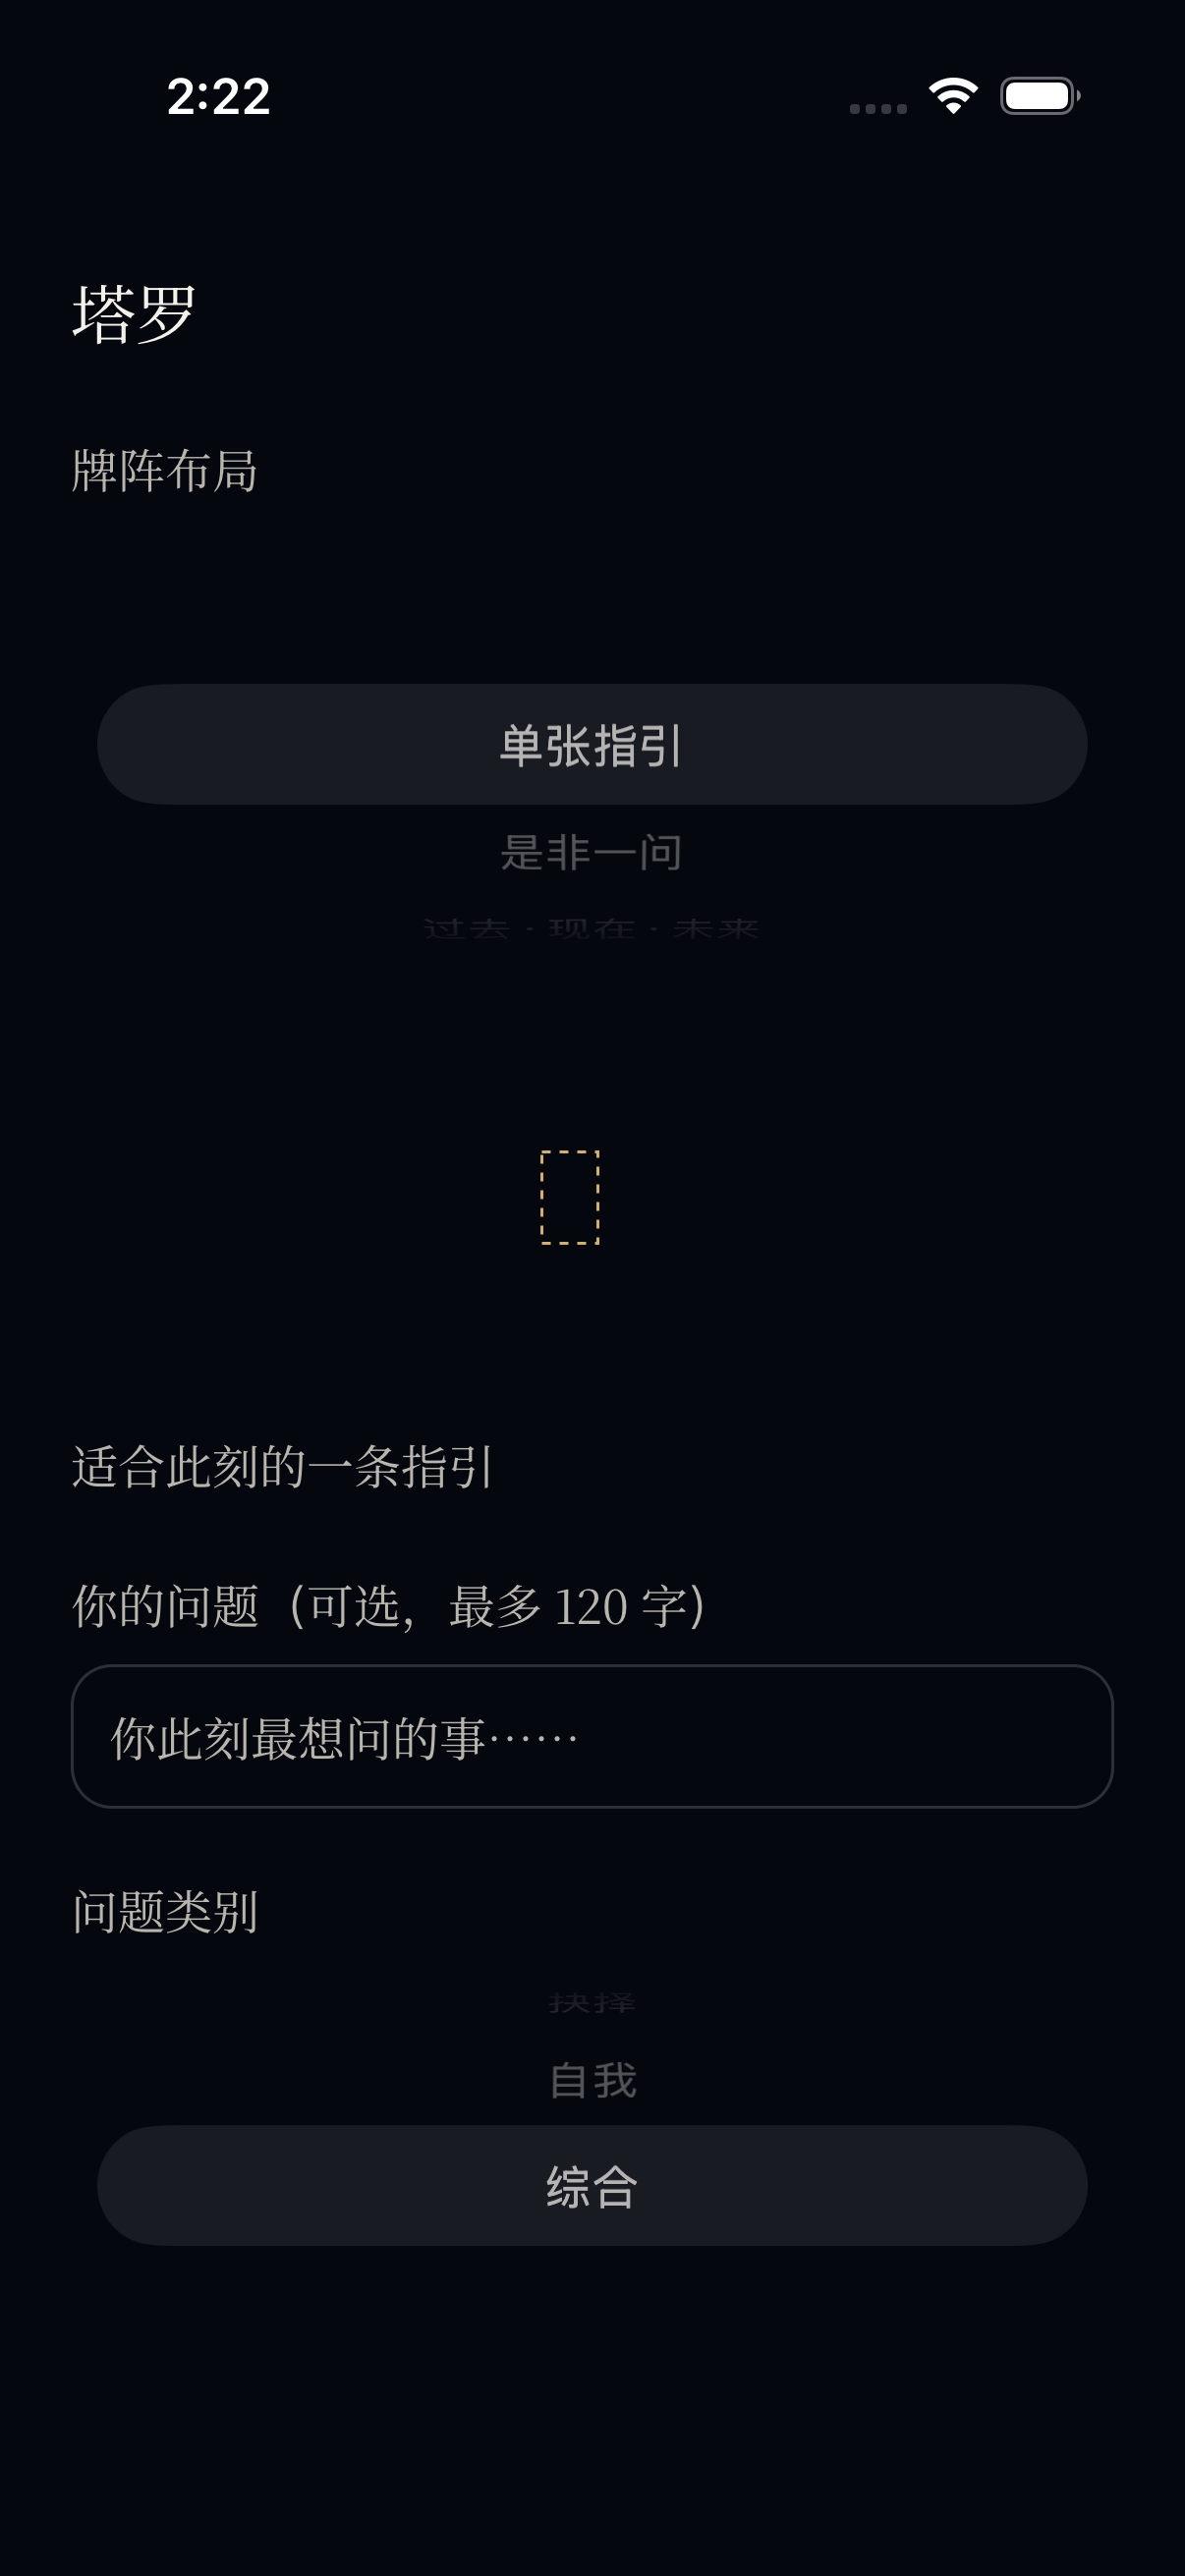 2:22
塔罗
牌阵布局
单张指引
是非一问
过去 · 现在 · 未来
适合此刻的一条指引
你的问题（可选，最多 120 字）
你此刻最想问的事……
问题类别
抉择
自我
综合